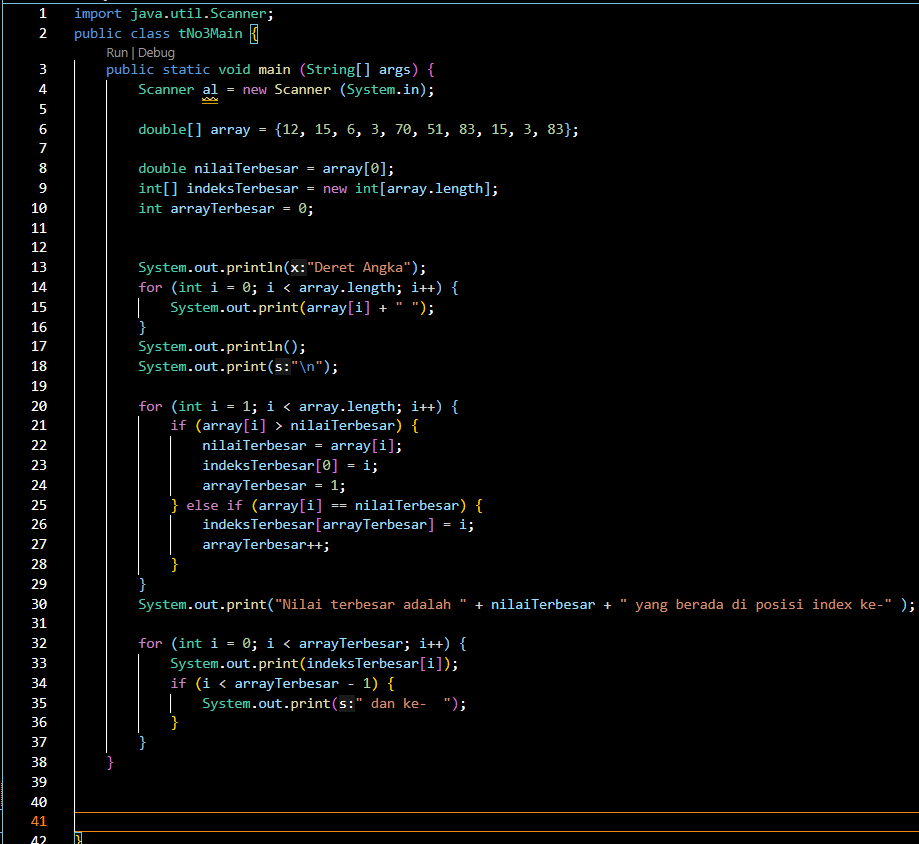 1 import java.util.Scanner;
2 public class tNo3Main {
Run | Debug
3 public static void main (String[] args) {
4 Scanner al = new Scanner (System.in);
5
6 double[] array = {12, 15, 6, 3, 70, 51, 83, 15, 3, 83};
7
8 double nilaiTerbesar = array[0];
9 int[] indeksTerbesar = new int[array.length];
10 int arrayTerbesar = 0;
11
12
13 System.out.println(x:"Deret Angka");
14 for (int i = 0; i < array.length; i++) {
15 System.out.print(array[i] + " ");
16 }
17 System.out.println();
18 System.out.print(s:"\n");
19
20 for (int i = 1; i < array.length; i++) {
21 if (array[i] > nilaiTerbesar) {
22 nilaiTerbesar = array[i];
23 indeksTerbesar[0] = i;
24 arrayTerbesar = 1;
25 } else if (array[i] == nilaiTerbesar) {
26 indeksTerbesar[arrayTerbesar] = i;
27 arrayTerbesar++;
28 }
29 }
30 System.out.print("Nilai terbesar adalah " + nilaiTerbesar + " yang berada di posisi index ke-" );
31
32 for (int i = 0; i < arrayTerbesar; i++) {
33 System.out.print(indeksTerbesar[i]);
34 if (i < arrayTerbesar - 1) {
35 System.out.print(s:" dan ke-  ");
36 }
37 }
38 }
39
40
41
42 }